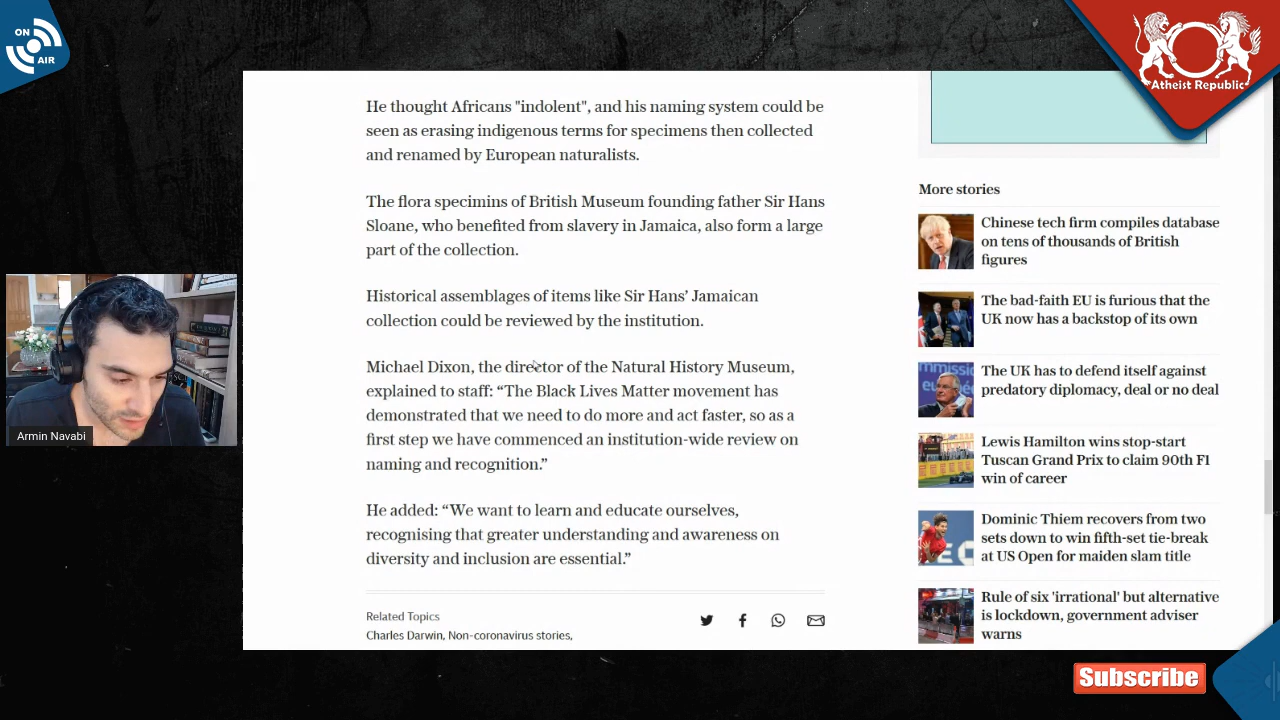 ON
AIR
Atheist Republic
He thought Africans "indolent", and his naming system could be
seen as erasing indigenous terms for specimens then collected
and renamed by European naturalists.
The flora specimins of British Museum founding father Sir Hans
Sloane, who benefited from slavery in Jamaica, also form a large
part of the collection.
Historical assemblages of items like Sir Hans’ Jamaican
collection could be reviewed by the institution.
Michael Dixon, the director of the Natural History Museum,
explained to staff: “The Black Lives Matter movement has
demonstrated that we need to do more and act faster, so as a
first step we have commenced an institution-wide review on
naming and recognition.”
He added: “We want to learn and educate ourselves,
recognising that greater understanding and awareness on
diversity and inclusion are essential.”
Related Topics
Charles Darwin, Non-coronavirus stories,
More stories
Chinese tech firm compiles database
on tens of thousands of British
figures
The bad-faith EU is furious that the
UK now has a backstop of its own
The UK has to defend itself against
predatory diplomacy, deal or no deal
Lewis Hamilton wins stop-start
Tuscan Grand Prix to claim 90th F1
win of career
Dominic Thiem recovers from two
sets down to win fifth-set tie-break
at US Open for maiden slam title
Rule of six 'irrational' but alternative
is lockdown, government adviser
warns
Armin Navabi
Subscribe